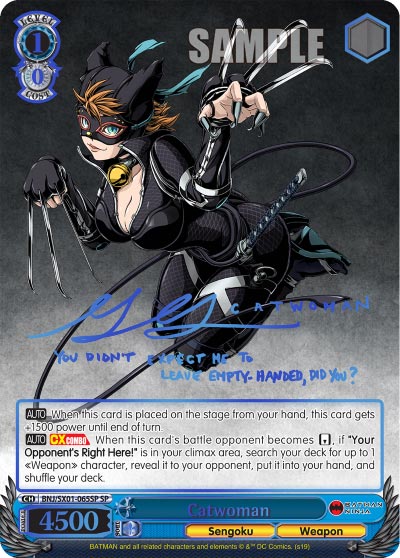 LEVEL
1
0
COST
SAMPLE
CATWOMAN
YOU DIDN'T EXPECT ME TO
LEAVE EMPTY-HANDED, DID YOU?
AUTO When this card is placed on the stage from your hand, this card gets
+1500 power until end of turn.
AUTO CX COMBO When this card's battle opponent becomes [ ], if "Your
Opponent's Right Here!" is in your climax area, search your deck for up to 1
«Weapon» character, reveal it to your opponent, put it into your hand, and
shuffle your deck.
CH BNJ/SX01-065SP SP
Catwoman
BATMAN
NINJA
POWER
4500
SOUL
Sengoku
Weapon
BATMAN and all related characters and elements © & ™ DC Comics. (s19)